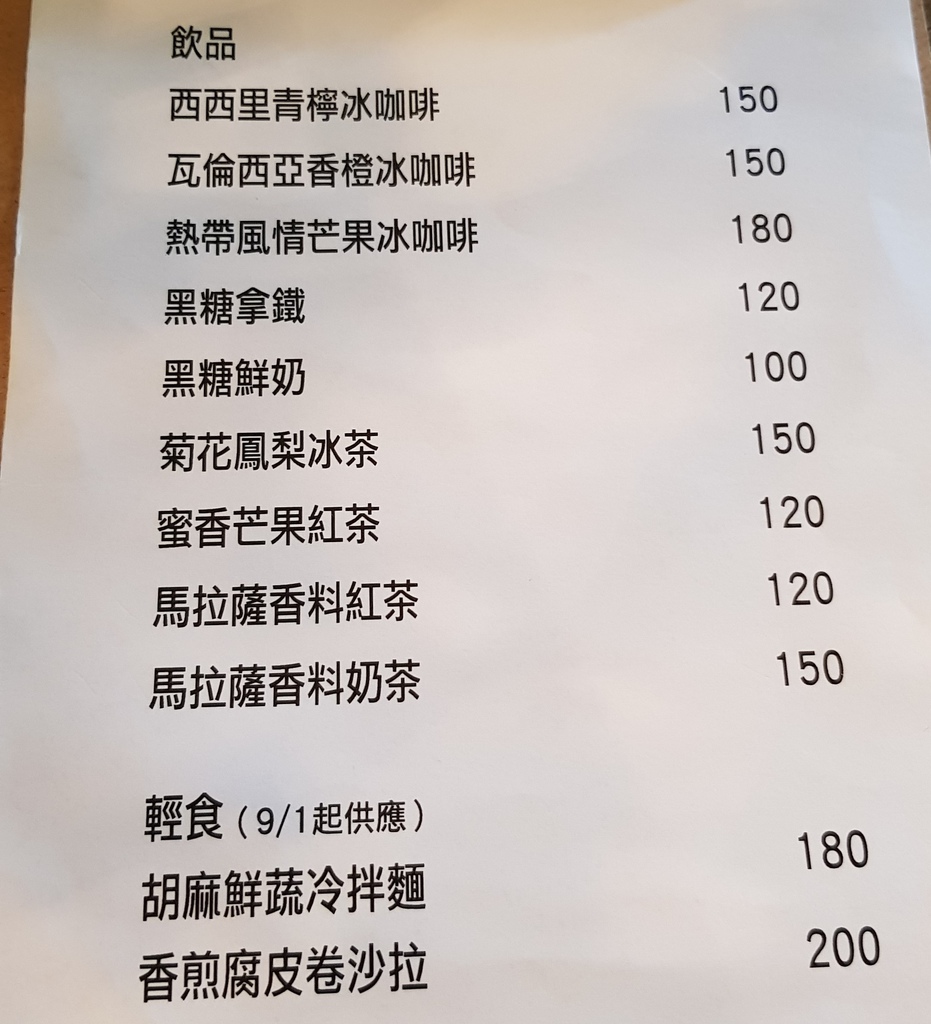 飲品
西西里青檸冰咖啡 150
瓦倫西亞香橙冰咖啡 150
熱帶風情芒果冰咖啡 180
黑糖拿鐵 120
黑糖鮮奶 100
菊花鳳梨冰茶 150
蜜香芒果紅茶 120
馬拉薩香料紅茶 120
馬拉薩香料奶茶 150
輕食（9/1起供應）
胡麻鮮蔬冷拌麵 180
香煎腐皮卷沙拉 200